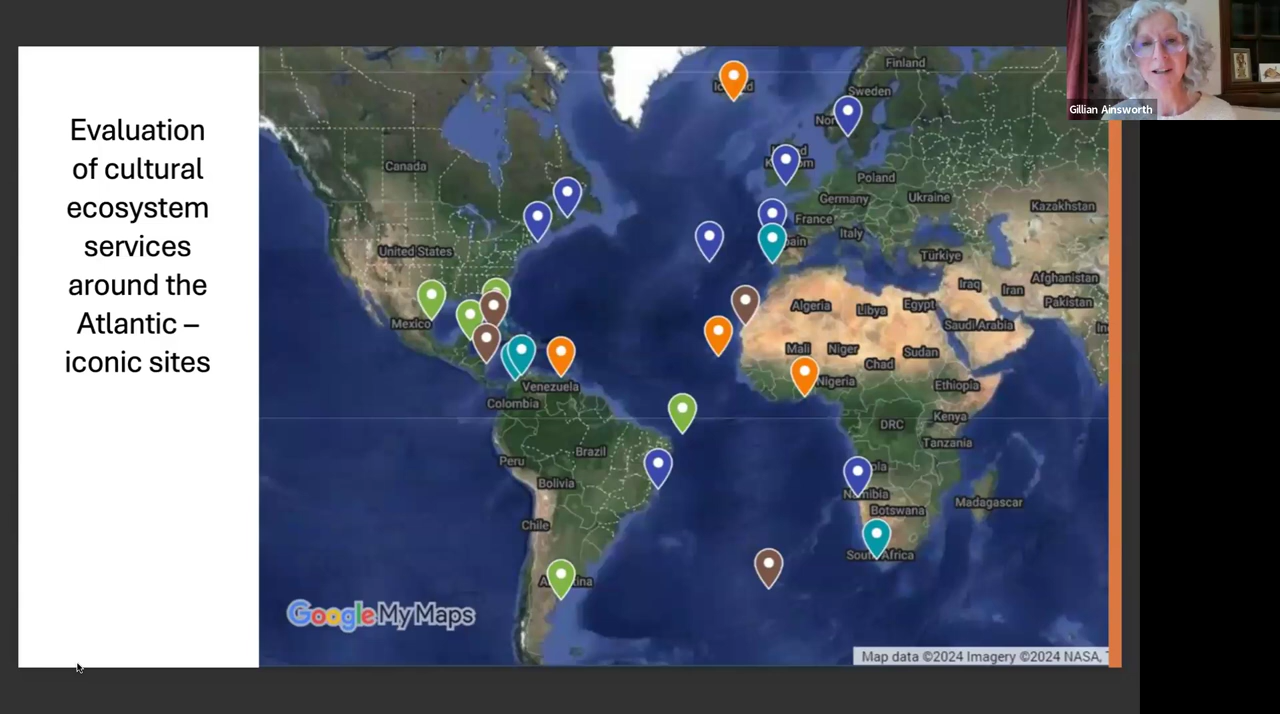 Evaluation
of cultural
ecosystem
services
around the
Atlantic –
iconic sites
Finland
Sweden
Canada
Poland
Germany
Ukraine
Kazakhstan
France
United States
Italy
Türkiye
Afghanistan
Iraq
Iran
Pakistan
Algeria
Libya
Egypt
Mexico
Saudi Arabia
Mali
Niger
Chad
Sudan
Venezuela
Nigeria
Ethiopia
Colombia
Kenya
DRC
Tanzania
Brazil
Peru
Bolivia
Namibia
Madagascar
Botswana
Chile
South Africa
Google My Maps
Map data ©2024 Imagery ©2024 NASA,
Gillian Ainsworth